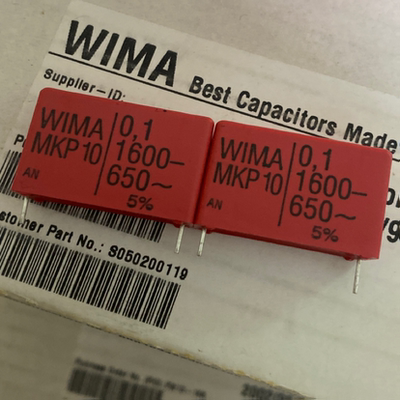 WIMA Best Capacitors Made
Supplier-ID:
WIMA
MKP 10
AN
0,1
1600–
650~
5%
WIMA
MKP 10
AN
0,1
1600–
650~
5%
stomer Part No.: S050200119